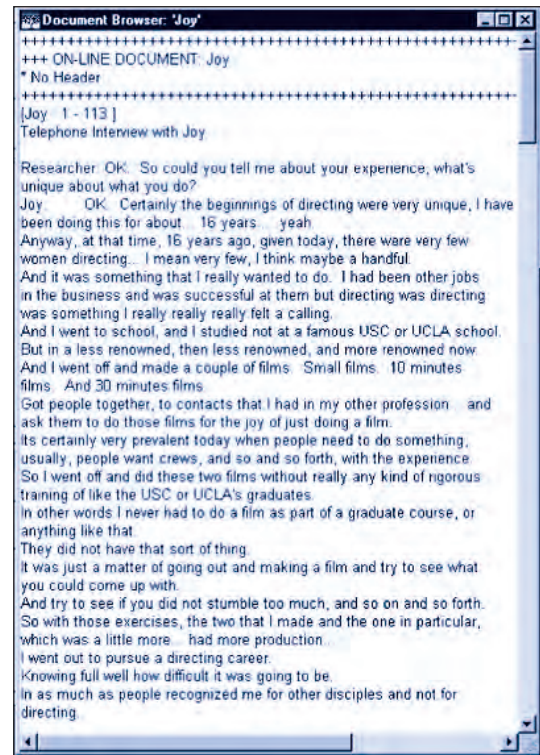 Document Browser: 'Joy'
++++++++++++++++++++++++++++++++++++++++++++++++++++++
+++ ON-LINE DOCUMENT: Joy
* No Header
++++++++++++++++++++++++++++++++++++++++++++++++++++++
[Joy 1 - 113 ]
Telephone Interview with Joy
Researcher: OK. So could you tell me about your experience, what's
unique about what you do?
Joy: OK. Certainly the beginnings of directing were very unique, I have
been doing this for about... 16 years... yeah
Anyway, at that time, 16 years ago, given today, there were very few
women directing... I mean very few, I think maybe a handful.
And it was something that I really wanted to do. I had been other jobs
in the business and was successful at them but directing was directing
was something I really really really felt a calling.
And I went to school, and I studied not at a famous USC or UCLA school.
But in a less renowned, then less renowned, and more renowned now.
And I went off and made a couple of films. Small films. 10 minutes
films. And 30 minutes films.
Got people together, to contacts that I had in my other profession... and
ask them to do those films for the joy of just doing a film.
Its certainly very prevalent today when people need to do something,
usually, people want crews, and so and so forth, with the experience.
So I went off and did these two films without really any kind of rigorous
training of like the USC or UCLA's graduates.
In other words I never had to do a film as part of a graduate course, or
anything like that.
They did not have that sort of thing.
It was just a matter of going out and making a film and try to see what
you could come up with.
And try to see if you did not stumble too much, and so on and so forth.
So with those exercises, the two that I made and the one in particular,
which was a little more... had more production...
I went out to pursue a directing career.
Knowing full well how difficult it was going to be.
In as much as people recognized me for other disciples and not for
directing.